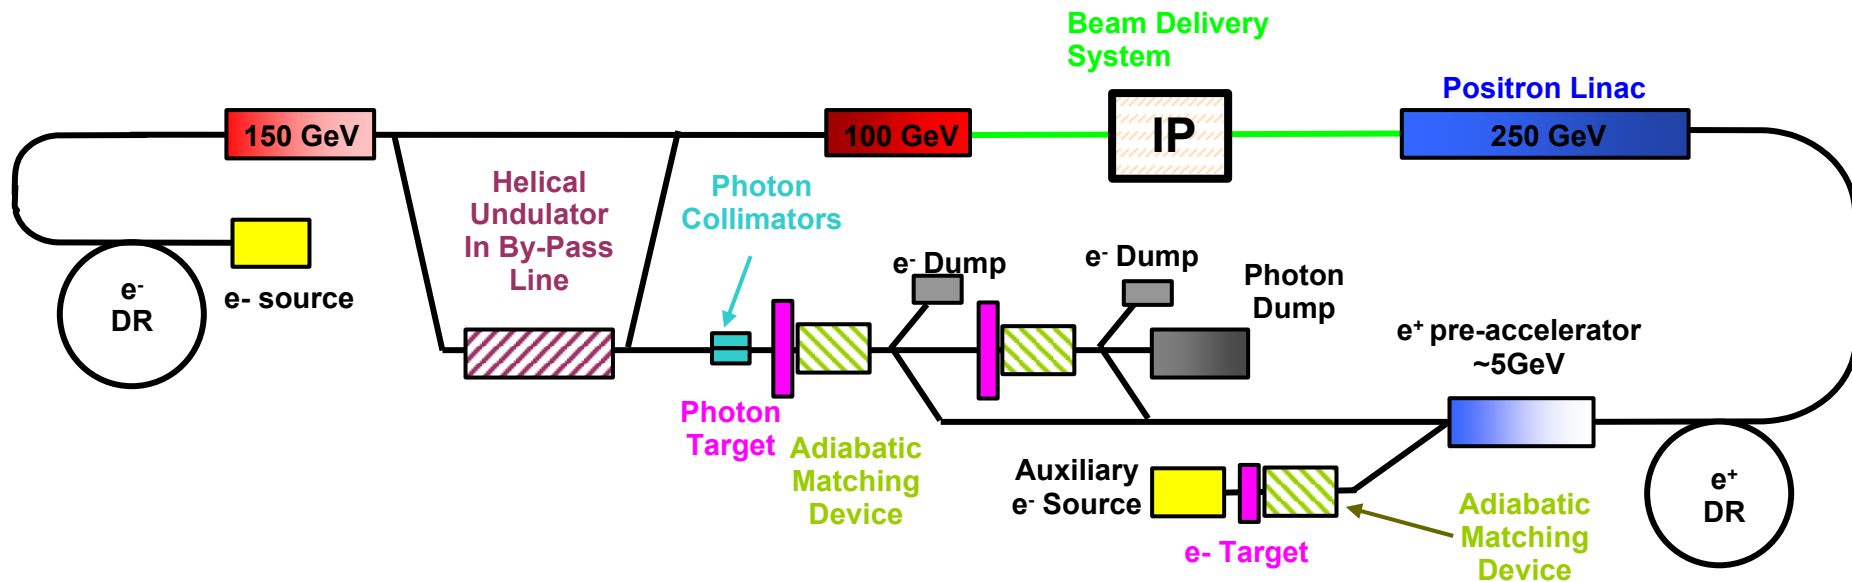 Beam Delivery
System
Positron Linac
150 GeV
100 GeV
IP
250 GeV
Helical
Undulator
In By-Pass
Line
Photon
Collimators
e- source
e- DR
e- Dump
e- Dump
Photon
Dump
e+ pre-accelerator
~5GeV
Photon
Target
Adiabatic
Matching
Device
Auxiliary
e- Source
e- Target
Adiabatic
Matching
Device
e+
DR